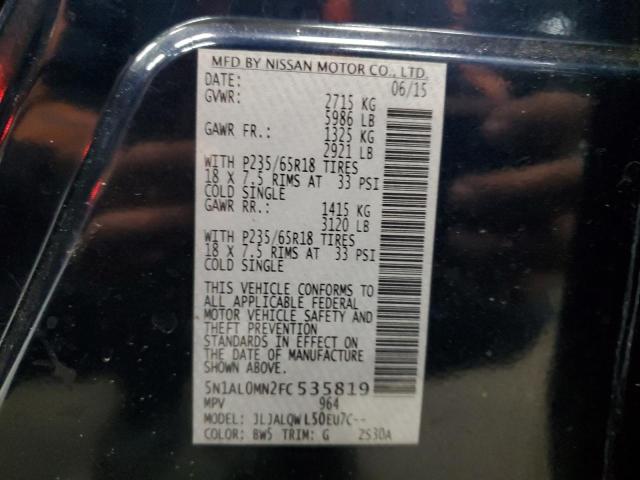 MFD BY NISSAN MOTOR CO., LTD.
DATE: 06/15
GVWR: 2715 KG
5986 LB
GAWR FR.: 1325 KG
2921 LB
WITH P235/65R18 TIRES
18 X 7.5 RIMS AT 33 PSI
COLD SINGLE
GAWR RR.: 1415 KG
3120 LB
WITH P235/65R18 TIRES
18 X 7.5 RIMS AT 33 PSI
COLD SINGLE
THIS VEHICLE CONFORMS TO
ALL APPLICABLE FEDERAL
MOTOR VEHICLE SAFETY AND
THEFT PREVENTION
STANDARDS IN EFFECT ON
THE DATE OF MANUFACTURE
SHOWN ABOVE.
5N1AL0MN2FC535819
MPV 964
MODEL: JLJALQWL50EU7C--
COLOR: BW5 TRIM: G 2S30A